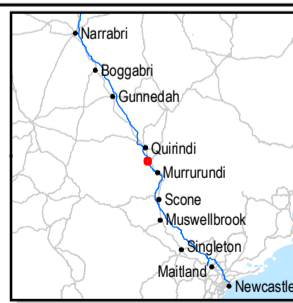 Narrabri
Boggabri
Gunnedah
Quirindi
Murrurundi
Scone
Muswellbrook
Singleton
Maitland
Newcastle